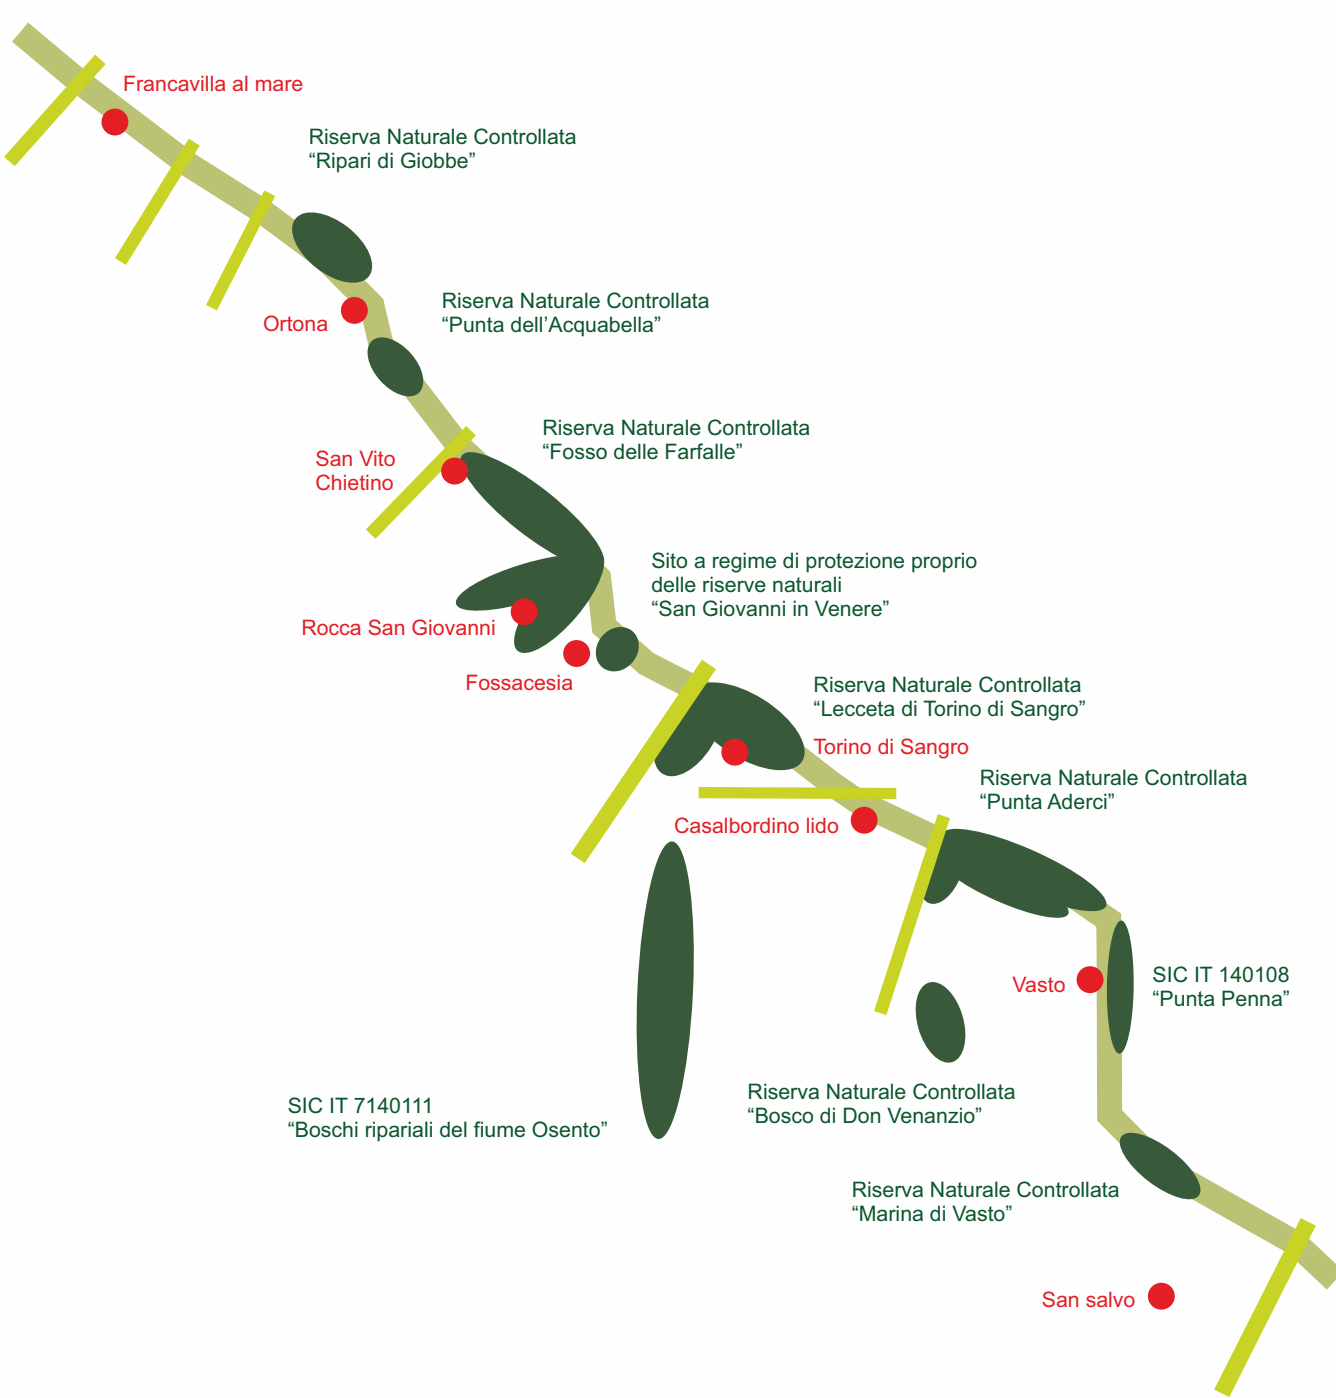 Francavilla al mare
Riserva Naturale Controllata
“Ripari di Giobbe”
Riserva Naturale Controllata
“Punta dell’Acquabella”
Ortona
Riserva Naturale Controllata
“Fosso delle Farfalle”
San Vito
Chietino
Sito a regime di protezione proprio
delle riserve naturali
“San Giovanni in Venere”
Rocca San Giovanni
Fossacesia
Riserva Naturale Controllata
“Lecceta di Torino di Sangro”
Torino di Sangro
Riserva Naturale Controllata
“Punta Aderci”
Casalbordino lido
Vasto
SIC IT 140108
“Punta Penna”
Riserva Naturale Controllata
“Bosco di Don Venanzio”
SIC IT 7140111
“Boschi ripariali del fiume Osento”
Riserva Naturale Controllata
“Marina di Vasto”
San salvo